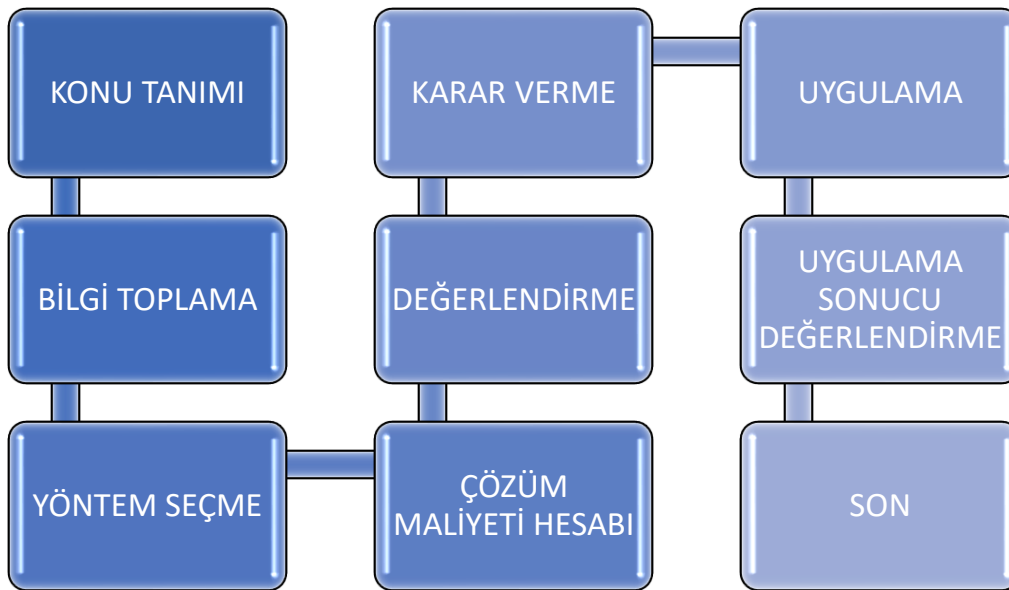 KONU TANIMI
BİLGİ TOPLAMA
YÖNTEM SEÇME
ÇÖZÜM
MALİYETİ HESABI
DEĞERLENDİRME
KARAR VERME
UYGULAMA
UYGULAMA
SONUCU
DEĞERLENDİRME
SON